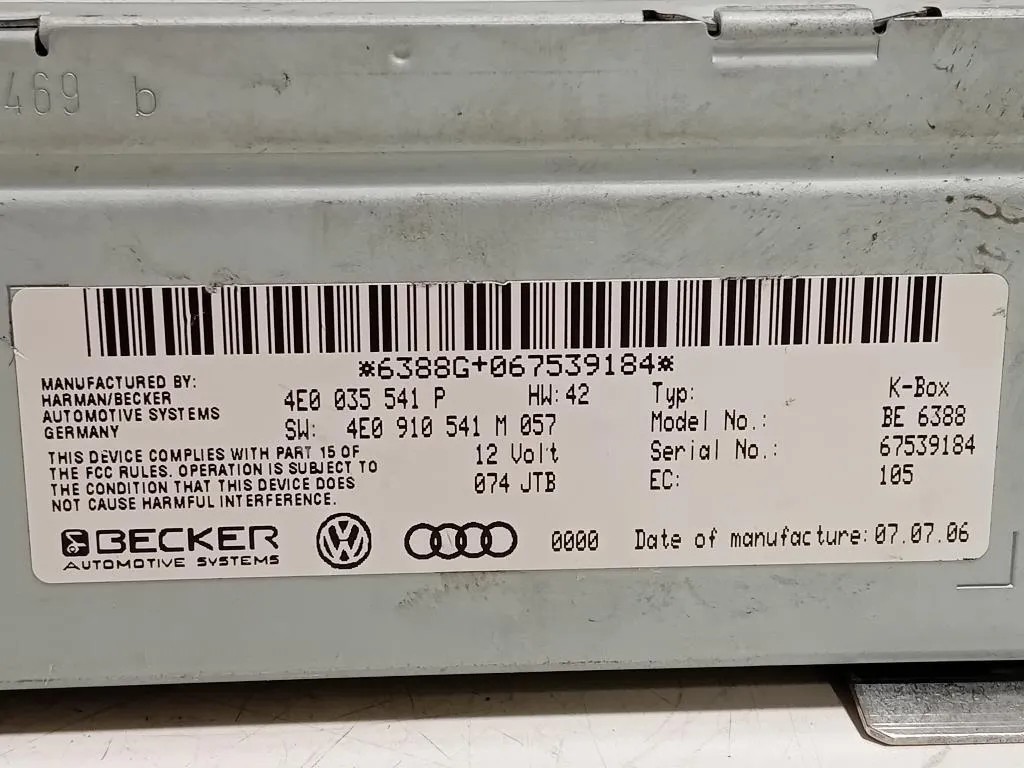 469 b
*6388G+067539184*
MANUFACTURED BY:
HARMAN/BECKER
AUTOMOTIVE SYSTEMS
GERMANY
4E0 035 541 P HW: 42
SW: 4E0 910 541 M 057
THIS DEVICE COMPLIES WITH PART 15 OF
THE FCC RULES. OPERATION IS SUBJECT TO
THE CONDITION THAT THIS DEVICE DOES
NOT CAUSE HARMFUL INTERFERENCE.
12 Volt
074 JTB
Typ: K-Box
Model No.: BE 6388
Serial No.: 67539184
EC: 105
BECKER
AUTOMOTIVE SYSTEMS
VW
0000
Date of manufacture: 07.07.06